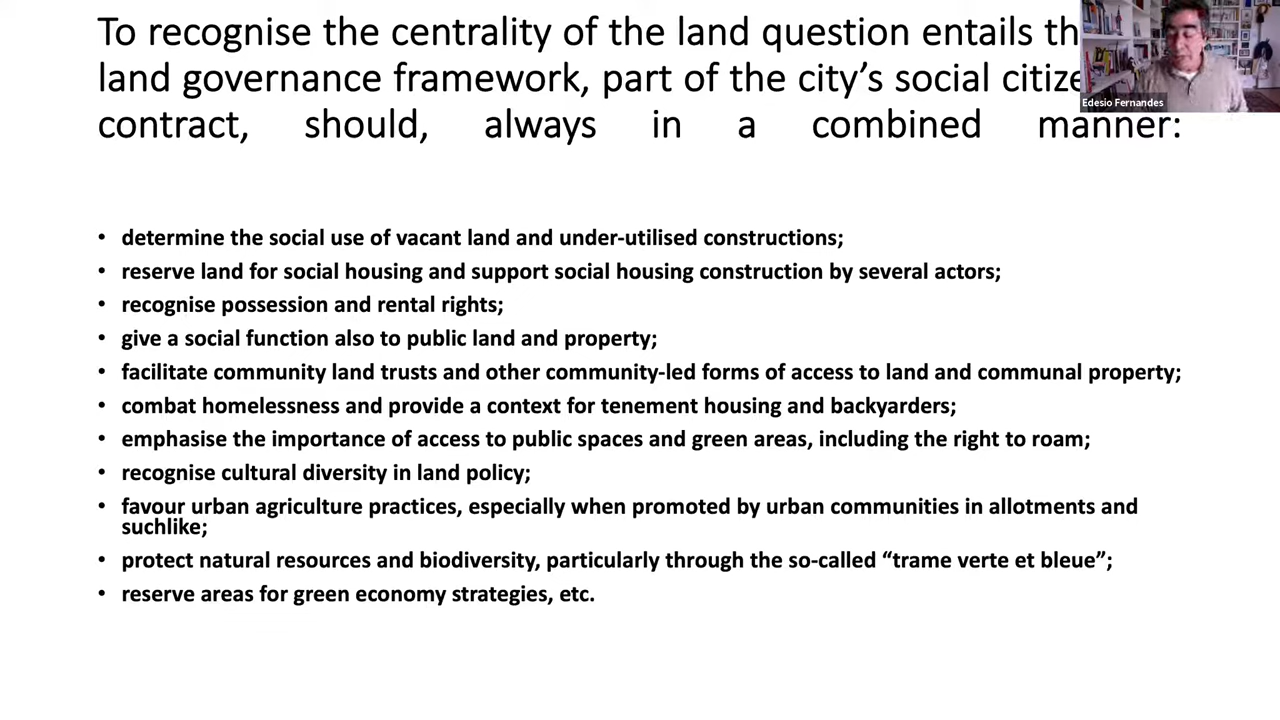 To recognise the centrality of the land question entails
land governance framework, part of the city's social
contract, should, always in a combined manner:
Edesio Fernandes
• determine the social use of vacant land and under-utilised constructions;
• reserve land for social housing and support social housing construction by several actors;
• recognise possession and rental rights;
• give a social function also to public land and property;
• facilitate community land trusts and other community-led forms of access to land and communal property;
• combat homelessness and provide a context for tenement housing and backyarders;
• emphasise the importance of access to public spaces and green areas, including the right to roam;
• recognise cultural diversity in land policy;
• favour urban agriculture practices, especially when promoted by urban communities in allotments and
suchlike;
• protect natural resources and biodiversity, particularly through the so-called “trame verte et bleue”;
• reserve areas for green economy strategies, etc.